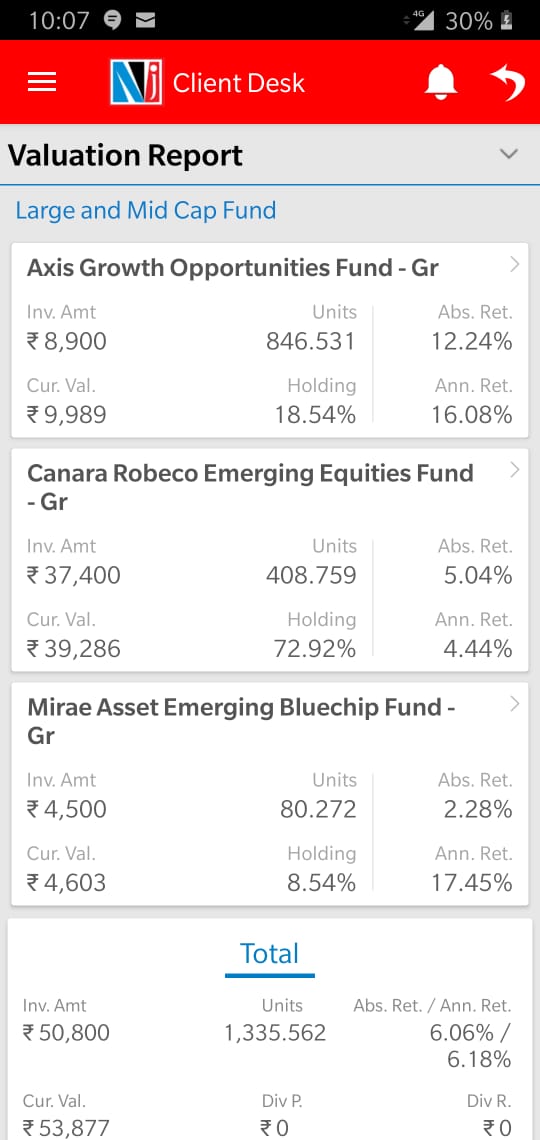 10:07 4G 30%
Nj Client Desk
Valuation Report
Large and Mid Cap Fund
Axis Growth Opportunities Fund - Gr
Inv. Amt Units Abs. Ret.
₹ 8,900 846.531 12.24%
Cur. Val. Holding Ann. Ret.
₹ 9,989 18.54% 16.08%
Canara Robeco Emerging Equities Fund
- Gr
Inv. Amt Units Abs. Ret.
₹ 37,400 408.759 5.04%
Cur. Val. Holding Ann. Ret.
₹ 39,286 72.92% 4.44%
Mirae Asset Emerging Bluechip Fund -
Gr
Inv. Amt Units Abs. Ret.
₹ 4,500 80.272 2.28%
Cur. Val. Holding Ann. Ret.
₹ 4,603 8.54% 17.45%
Total
Inv. Amt Units Abs. Ret. / Ann. Ret.
₹ 50,800 1,335.562 6.06% /
6.18%
Cur. Val. Div P. Div R.
₹ 53,877 ₹ 0 ₹ 0